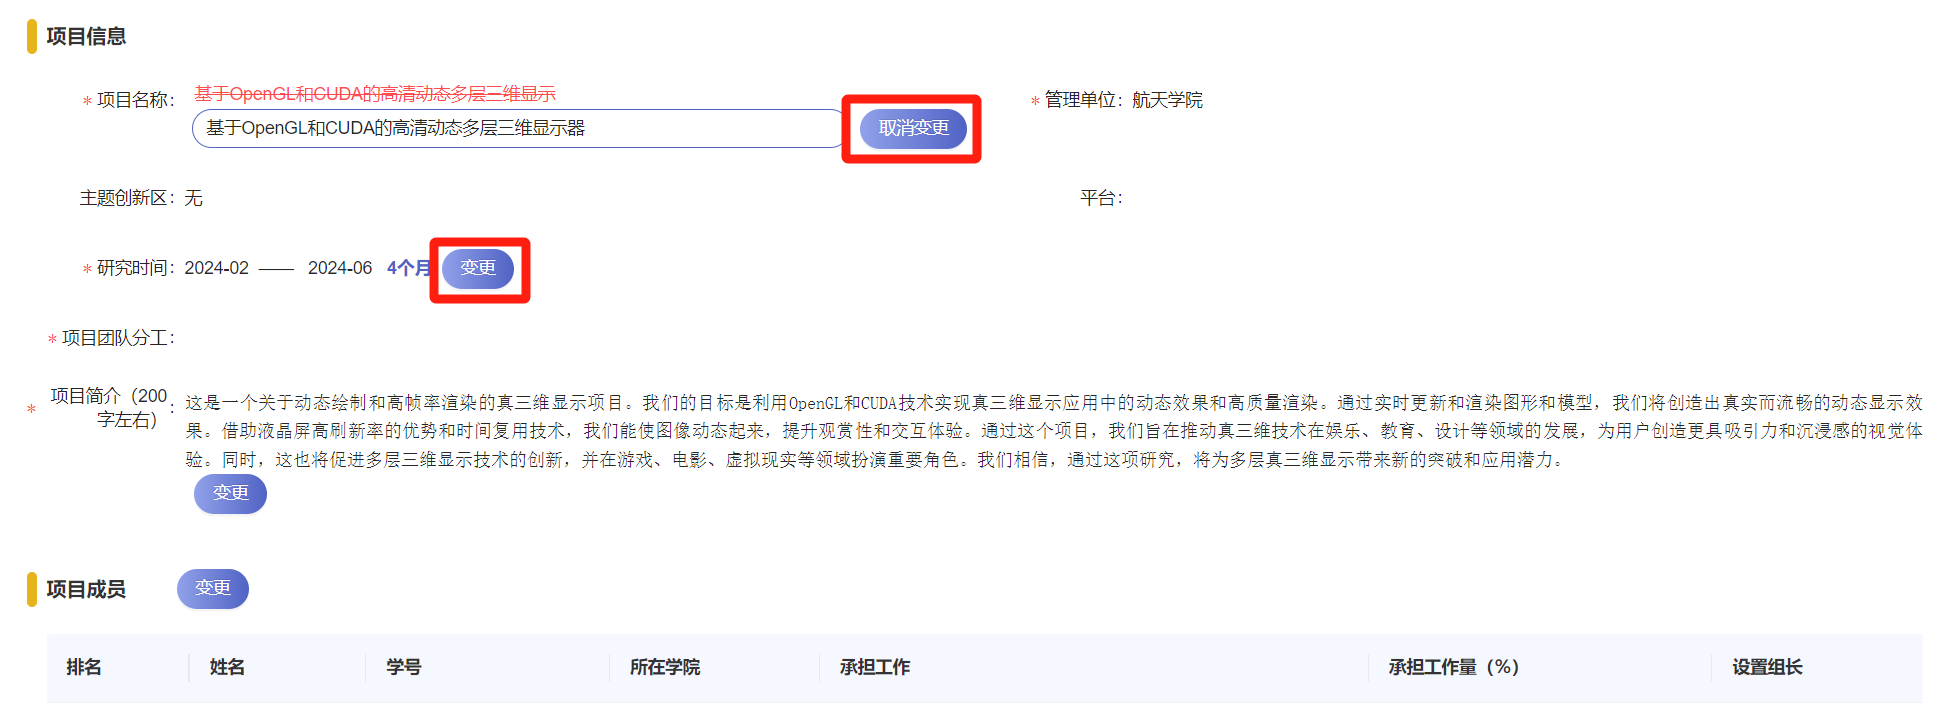 项目信息
* 项目名称：
基于OpenGL和CUDA的高清动态多层三维显示
基于OpenGL和CUDA的高清动态多层三维显示器
取消变更
* 管理单位：航天学院
主题创新区：无
平台：
* 研究时间：2024-02 —— 2024-06 4个月 变更
* 项目团队分工：
* 项目简介（200
字左右）：
这是一个关于动态绘制和高帧率渲染的真三维显示项目。我们的目标是利用OpenGL和CUDA技术实现真三维显示应用中的动态效果和高质量渲染。通过实时更新和渲染图形和模型，我们将创造出真实而流畅的动态显示效
果。借助液晶屏高刷新率的优势和时间复用技术，我们能使图像动态起来，提升观赏性和交互体验。通过这个项目，我们旨在推动真三维技术在娱乐、教育、设计等领域的发展，为用户创造更具吸引力和沉浸感的视觉体
验。同时，这也将促进多层三维显示技术的创新，并在游戏、电影、虚拟现实等领域扮演重要角色。我们相信，通过这项研究，将为多层真三维显示带来新的突破和应用潜力。
变更
项目成员 变更
排名 姓名 学号 所在学院 承担工作 承担工作量（%） 设置组长